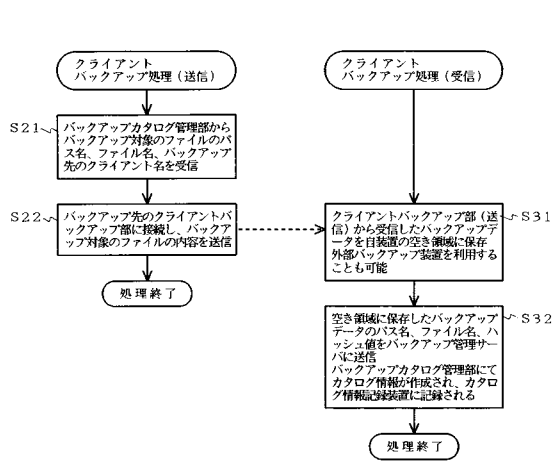 クライアント
バックアップ処理（送信）
S21
バックアップカタログ管理部から
バックアップ対象のファイルのパ
ス名、ファイル名、バックアップ
先のクライアント名を受信
S22
バックアップ先のクライアントバ
ックアップ部に接続し、バックア
ップ対象のファイルの内容を送信
処理終了
クライアント
バックアップ処理（受信）
クライアントバックアップ部（送
信）から受信したバックアップデ
ータを自装置の空き領域に保存
外部バックアップ装置を利用する
ことも可能
S31
空き領域に保存したバックアップ
データのパス名、ファイル名、ハ
ッシュ値をバックアップ管理サー
バに送信
バックアップカタログ管理部にて
カタログ情報が作成され、カタロ
グ情報記録装置に記録される
S32
処理終了